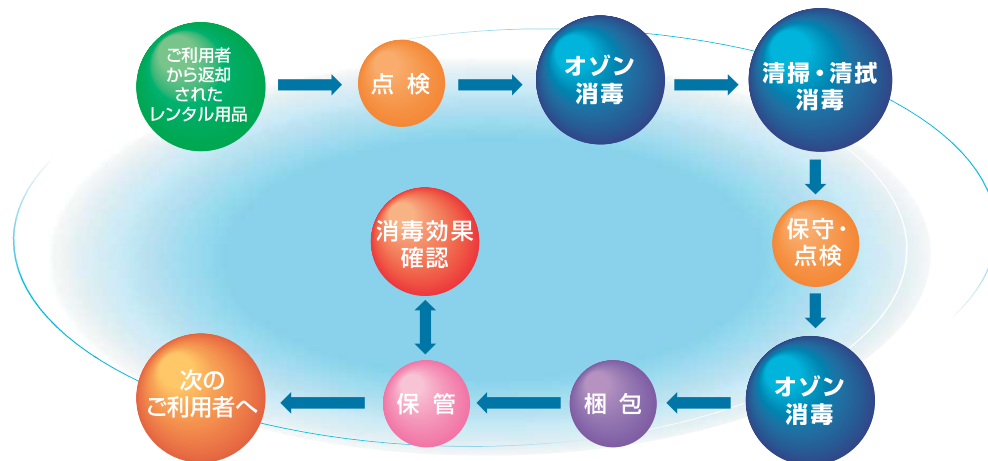 ご利用者
から返却
された
レンタル用品
点検
オゾン
消毒
清掃・清拭
消毒
保守・
点検
オゾン
消毒
梱包
保管
消毒効果
確認
次の
ご利用者へ